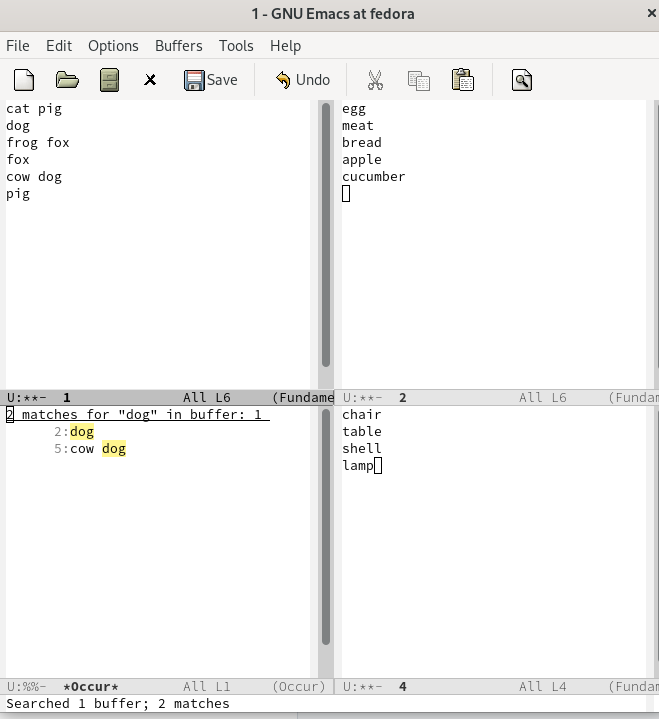 1 - GNU Emacs at fedora ×
File Edit Options Buffers Tools Help
Save Undo
cat pig
dog
frog fox
fox
cow dog
pig
U:**- 1 All L6 (Fundame
egg
meat
bread
apple
cucumber
U:**- 2 All L6 (Fundam
2 matches for "dog" in buffer: 1
2:dog
5:cow dog
U:%%- *Occur* All L1 (Occur)
chair
table
shell
lamp
U:**- 4 All L4 (Fundam
Searched 1 buffer; 2 matches